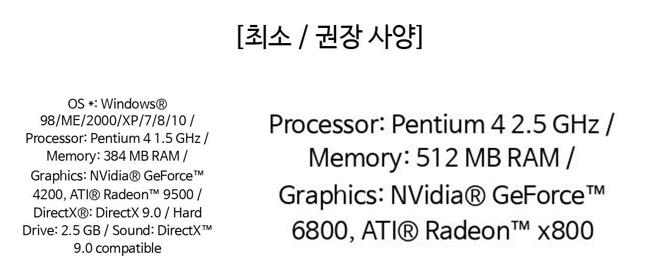 [최소 / 권장 사양]
OS *: Windows®
98/ME/2000/XP/7/8/10 /
Processor: Pentium 4 1.5 GHz /
Memory: 384 MB RAM /
Graphics: NVidia® GeForce™
4200, ATI® Radeon™ 9500 /
DirectX®: DirectX 9.0 / Hard
Drive: 2.5 GB / Sound: DirectX™
9.0 compatible
Processor: Pentium 4 2.5 GHz /
Memory: 512 MB RAM /
Graphics: NVidia® GeForce™
6800, ATI® Radeon™ x800